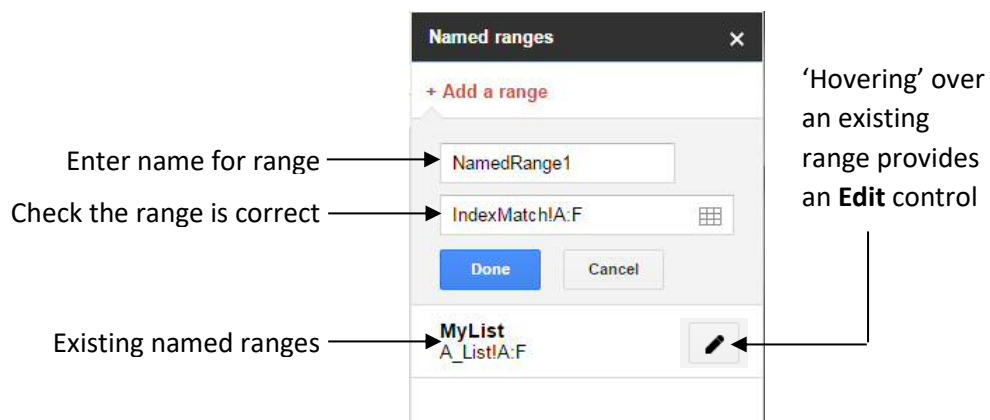 Named ranges ×
+ Add a range
‘Hovering’ over
an existing
range provides
an Edit control
Enter name for range
NamedRange1
Check the range is correct
IndexMatch!A:F
Done
Cancel
Existing named ranges
MyList
A_List!A:F